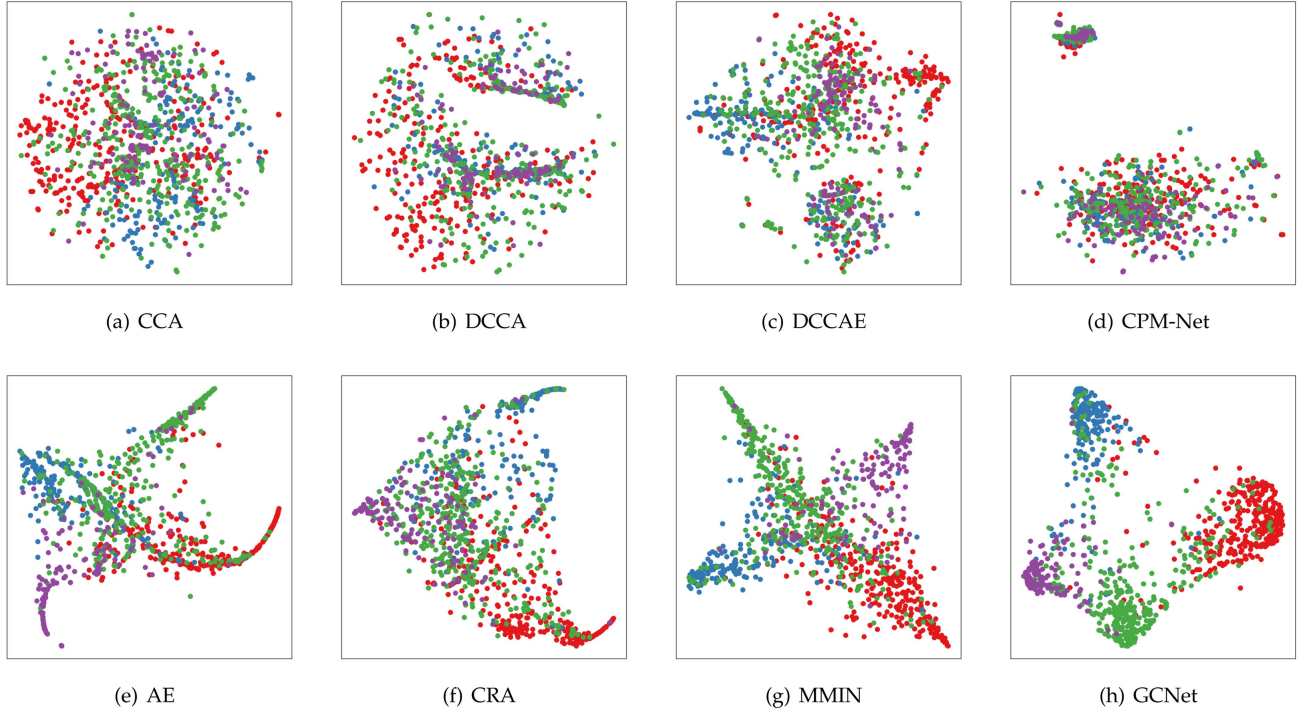 (a) CCA
(b) DCCA
(c) DCCAE
(d) CPM-Net
(e) AE
(f) CRA
(g) MMIN
(h) GCNet